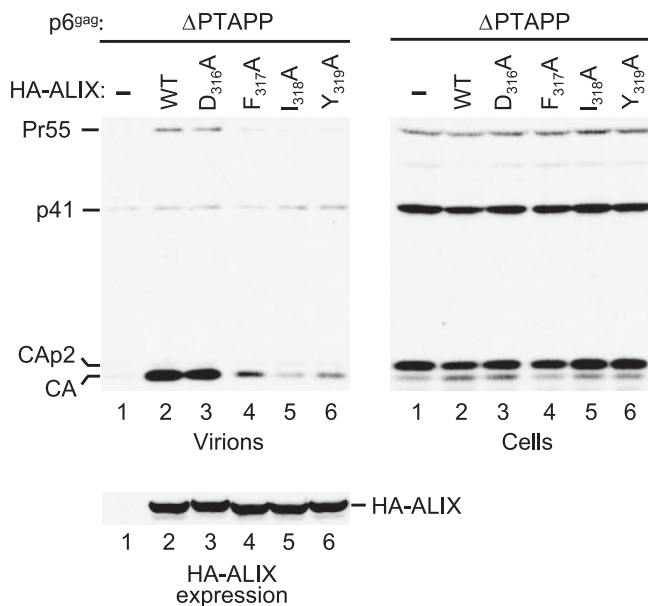 p6gag: ΔPTAPP ΔPTAPP
HA-ALIX: – WT D316A F317A I318A Y319A – WT D316A F317A I318A Y319A
Pr55
p41
CAp2
CA
1 2 3 4 5 6 1 2 3 4 5 6
Virions Cells
HA-ALIX
1 2 3 4 5 6
HA-ALIX
expression